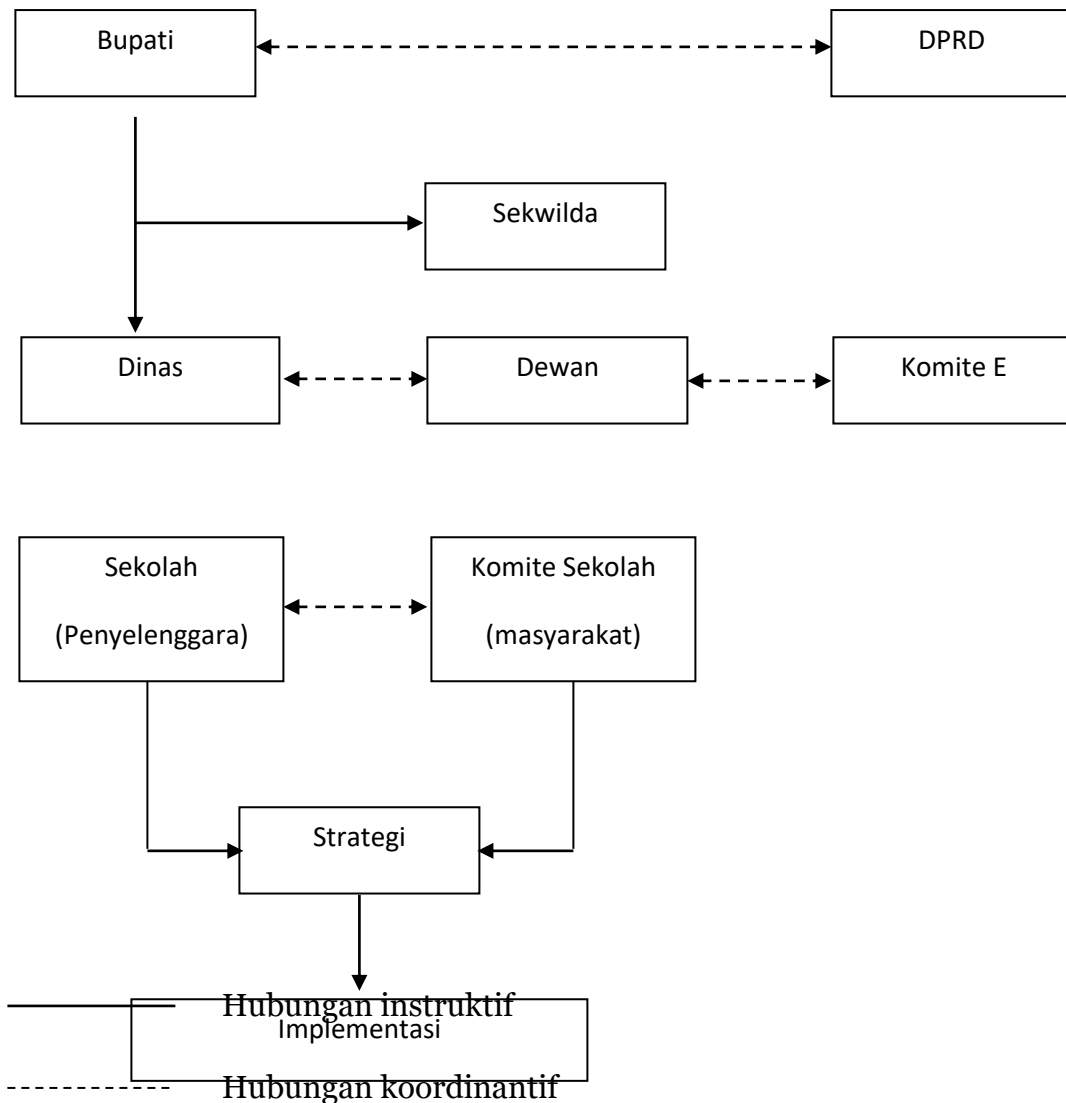 Bupati
DPRD
Sekwilda
Dinas
Dewan
Komite E
Sekolah
(Penyelenggara)
Komite Sekolah
(masyarakat)
Strategi
Hubungan instruktif
Implementasi
Hubungan koordinantif